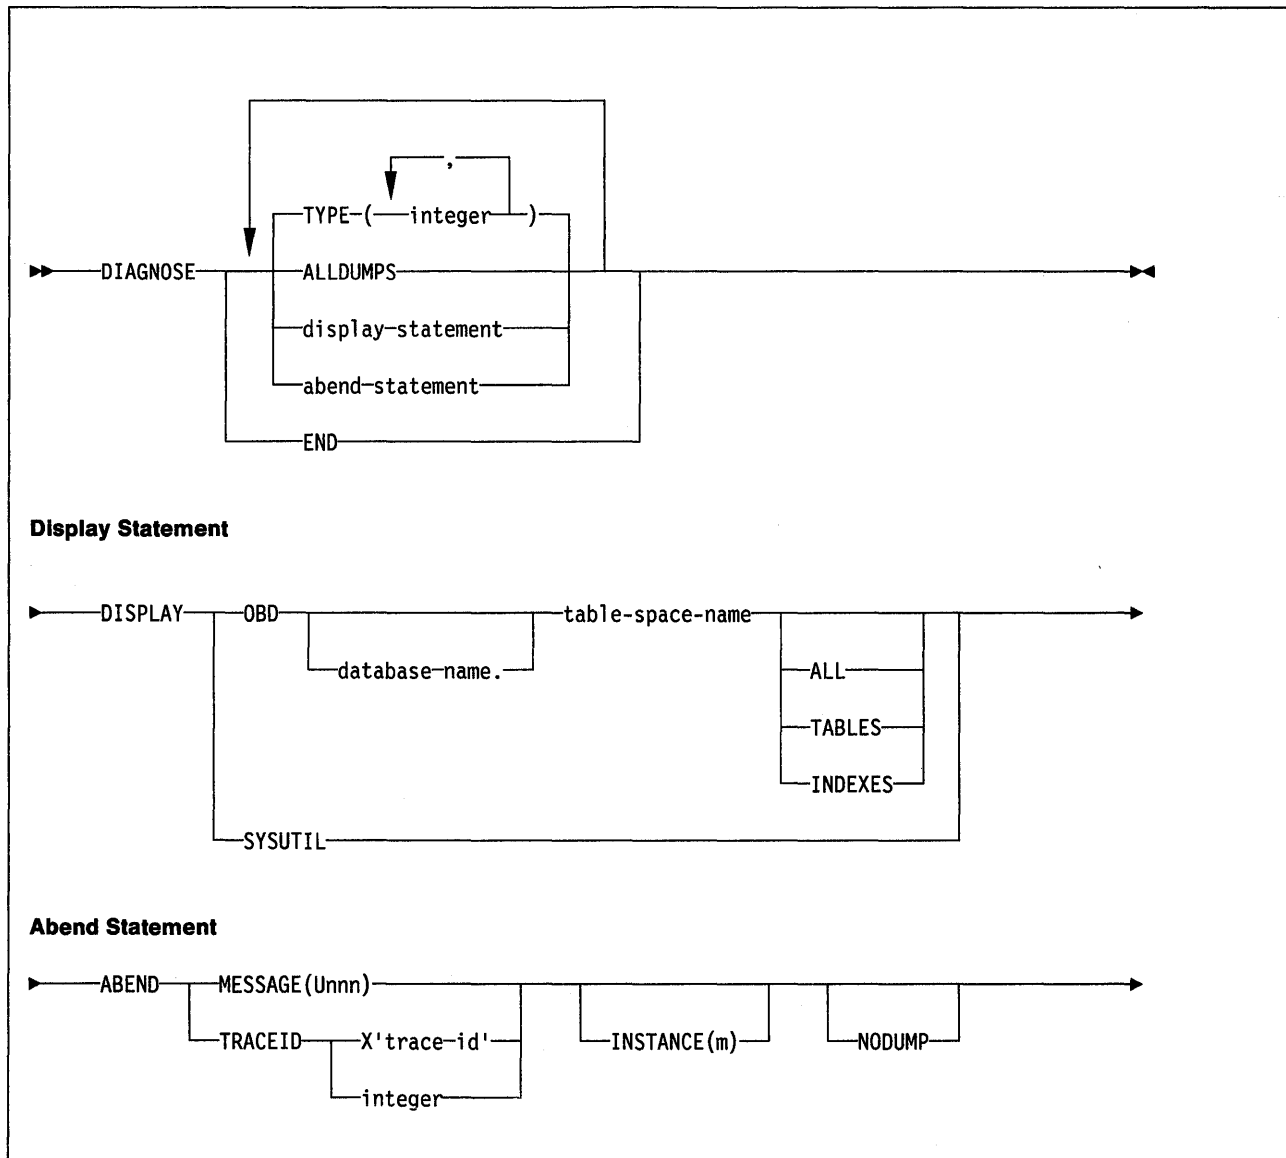 ,
TYPE ( integer )
DIAGNOSE ALLDUMPS
display statement
abend statement
END
Display Statement
DISPLAY OBD table-space-name
database name. ALL
TABLES
INDEXES
SYSUTIL
Abend Statement
ABEND MESSAGE(Unnn)
TRACEID X'trace-id' INSTANCE(m) NODUMP
integer